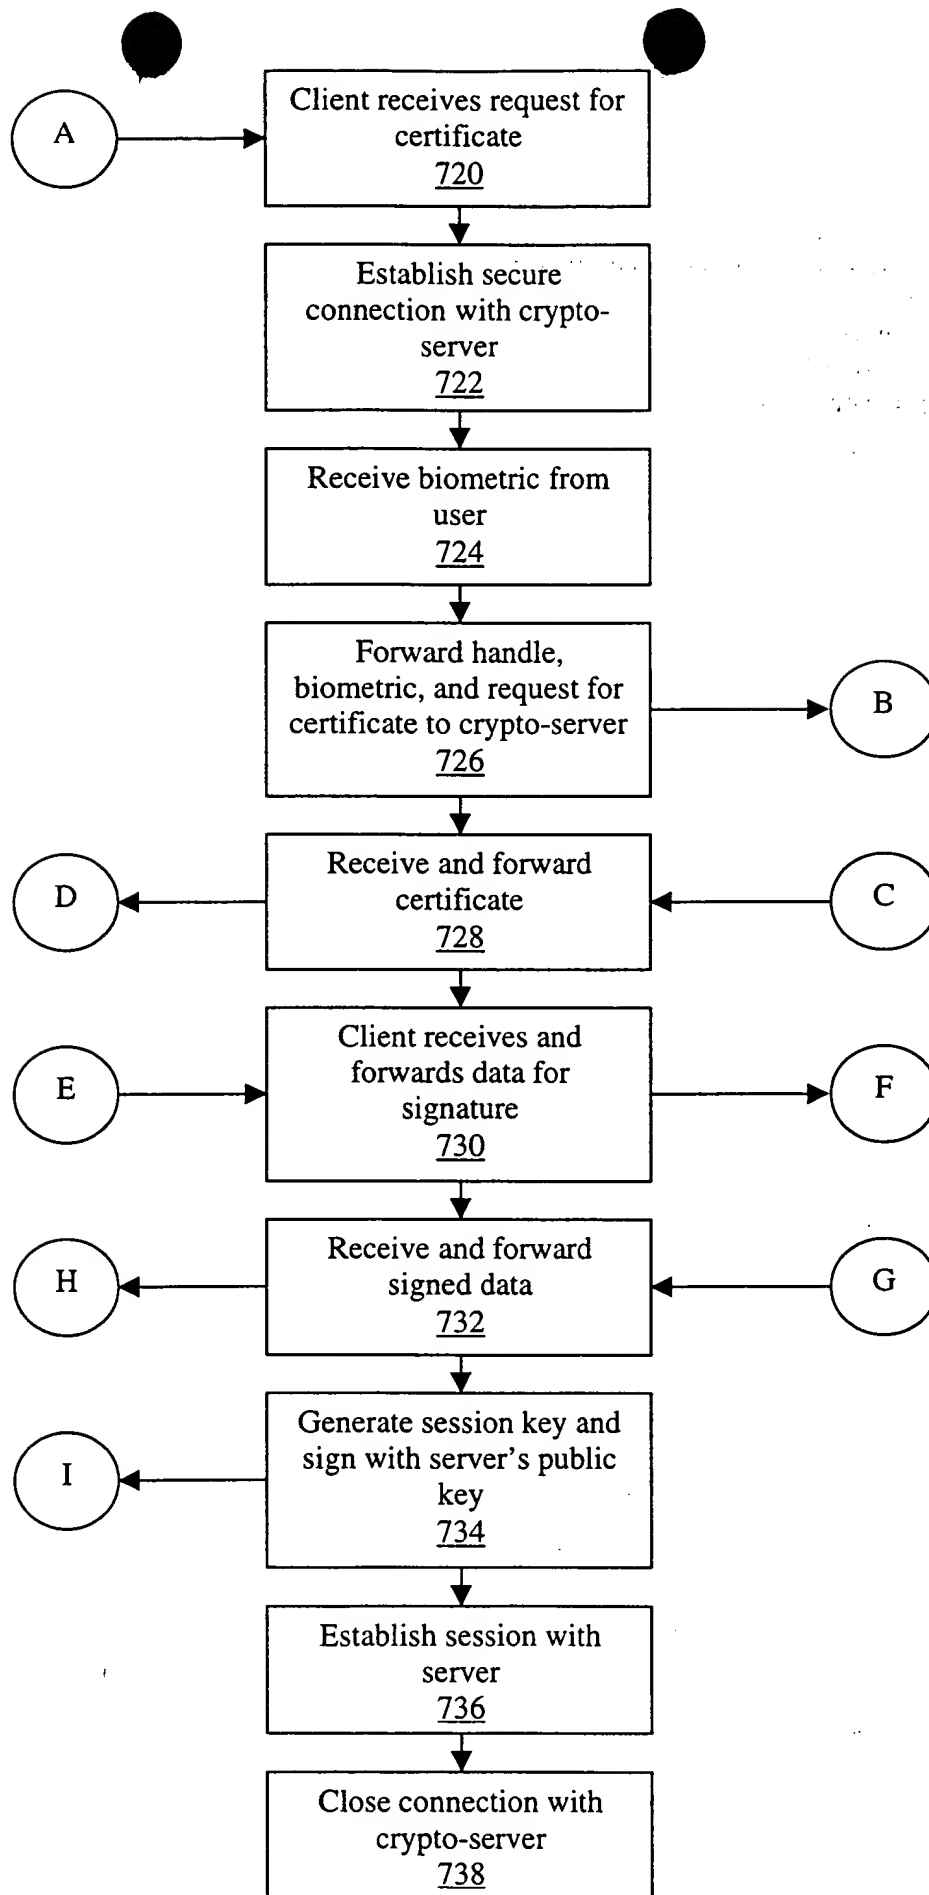 Client receives request for
certificate
720
A
Establish secure
connection with crypto-
server
722
Receive biometric from
user
724
Forward handle,
biometric, and request for
certificate to crypto-server
726
B
Receive and forward
certificate
728
D
C
Client receives and
forwards data for
signature
730
E
F
Receive and forward
signed data
732
H
G
Generate session key and
sign with server's public
key
734
I
Establish session with
server
736
Close connection with
crypto-server
738